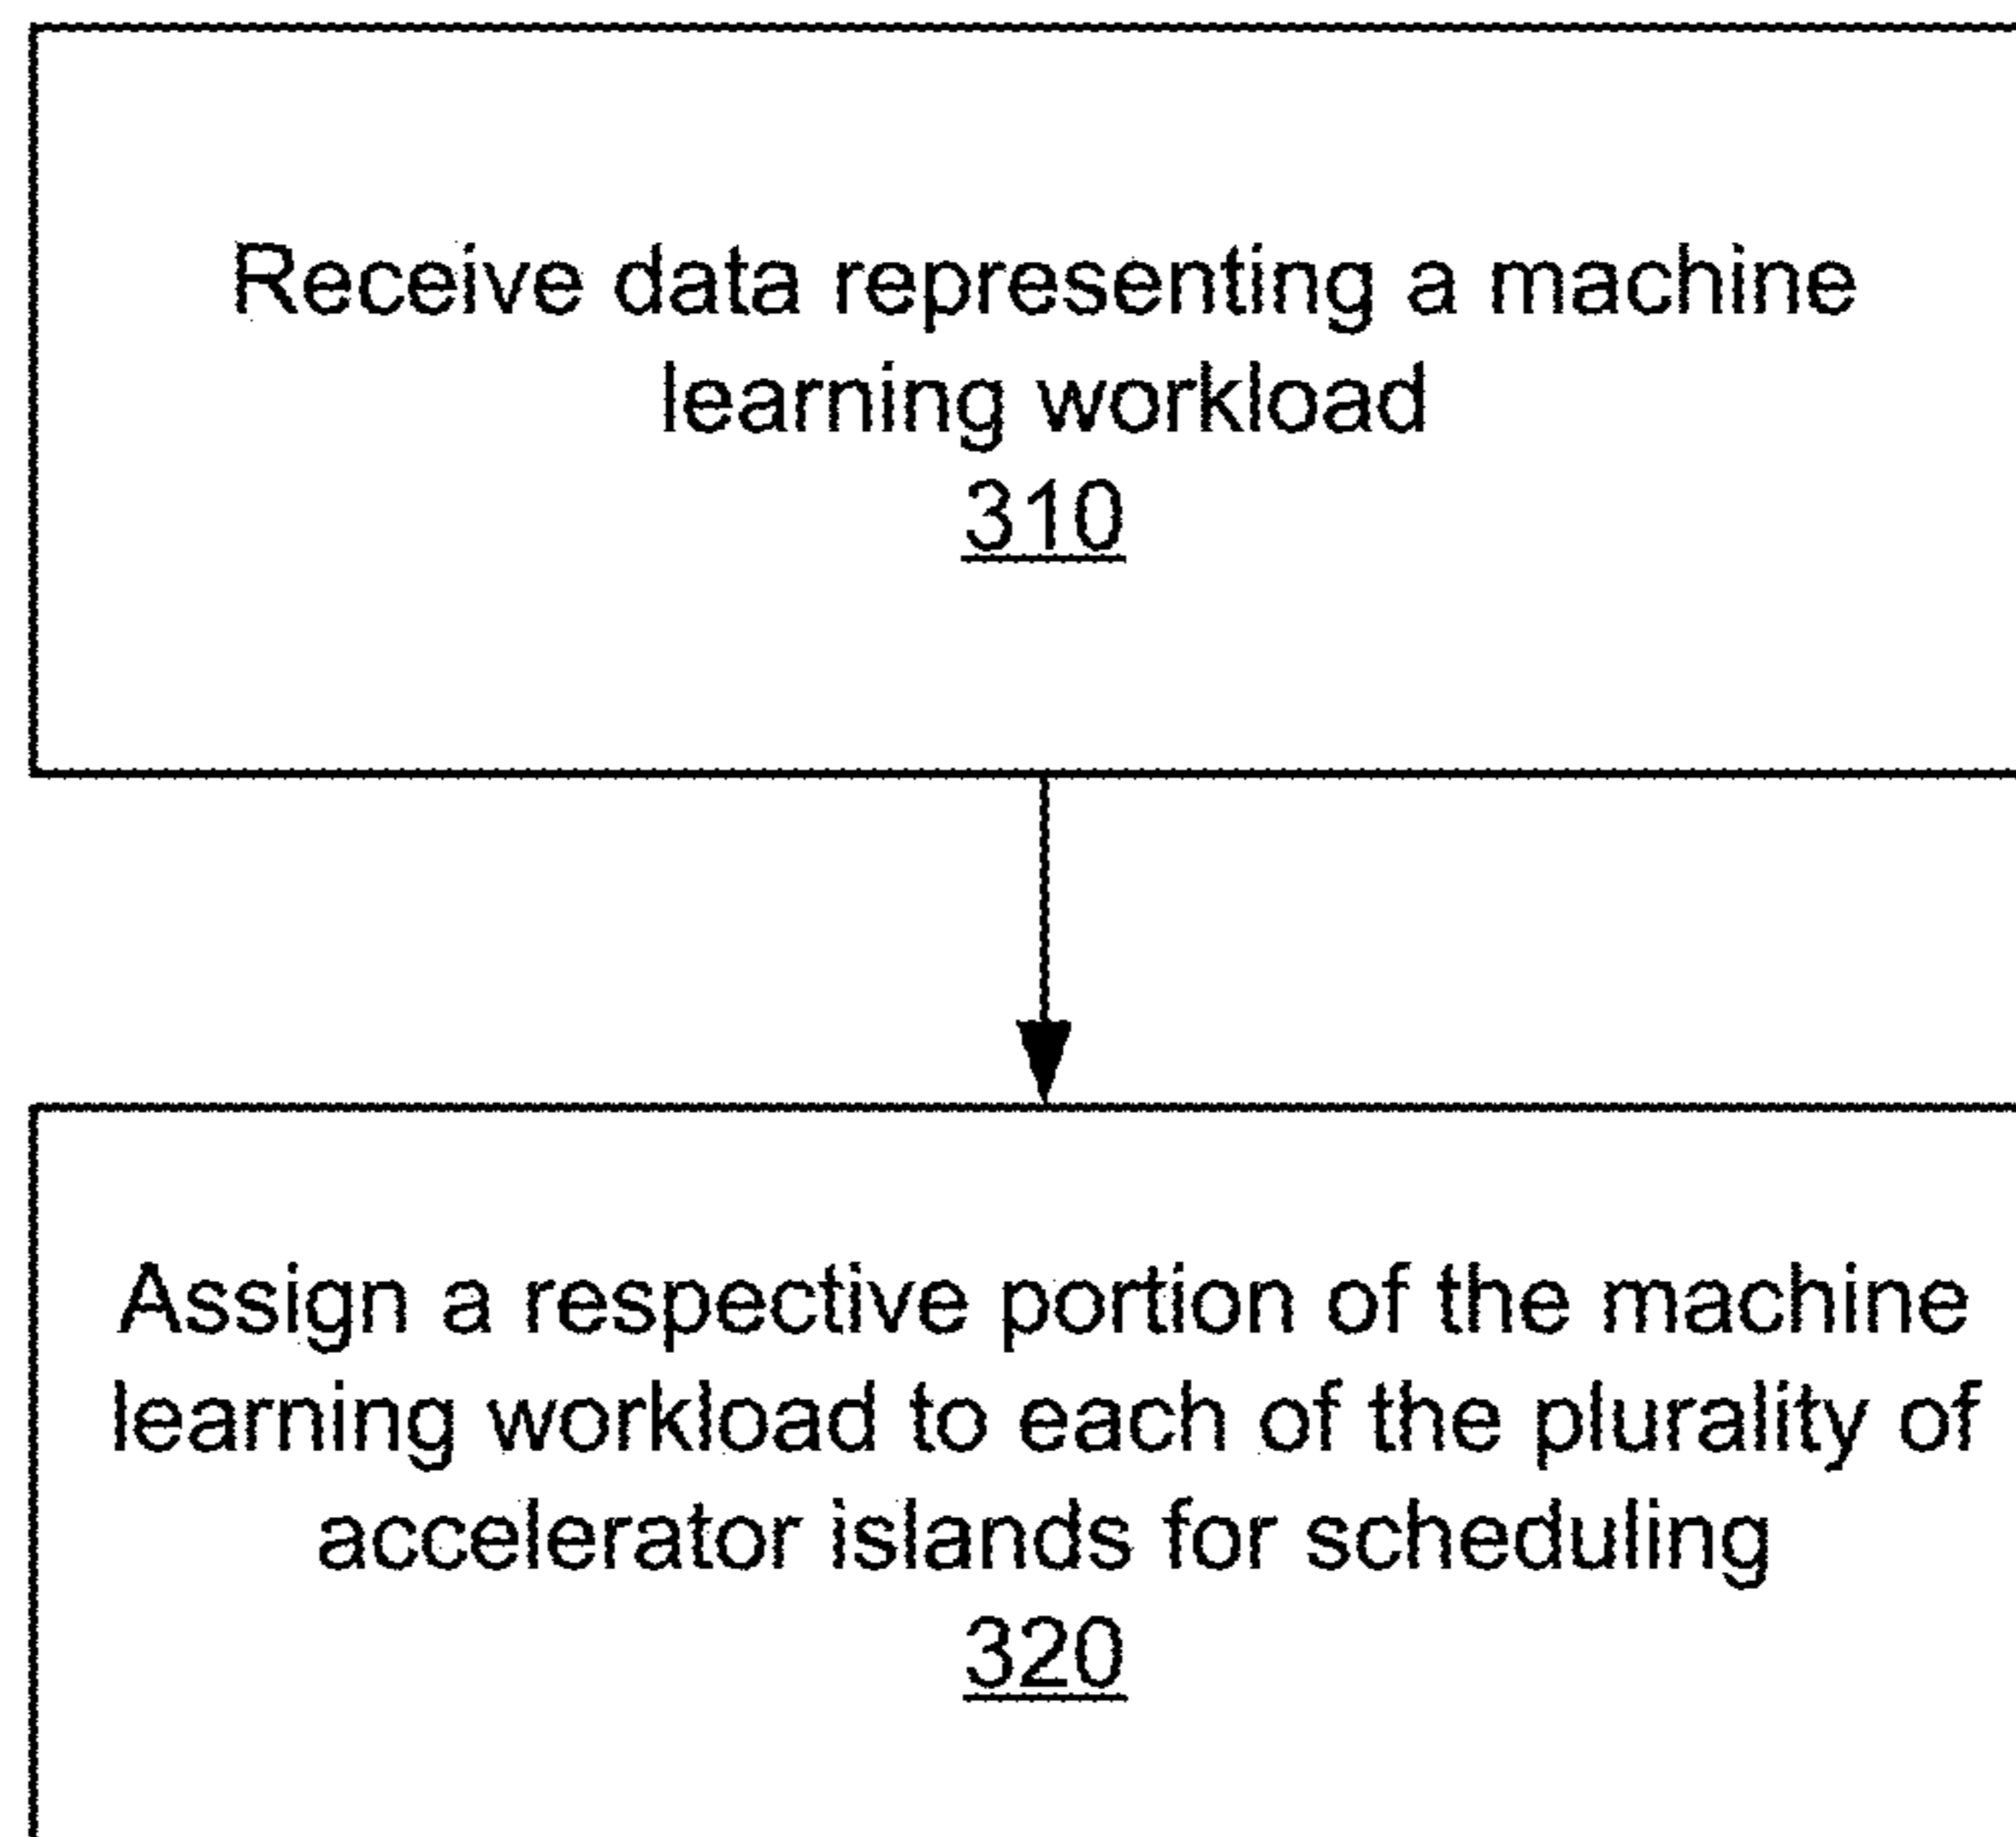 Receive data representing a machine
learning workload
310
Assign a respective portion of the machine
learning workload to each of the plurality of
accelerator islands for scheduling
320